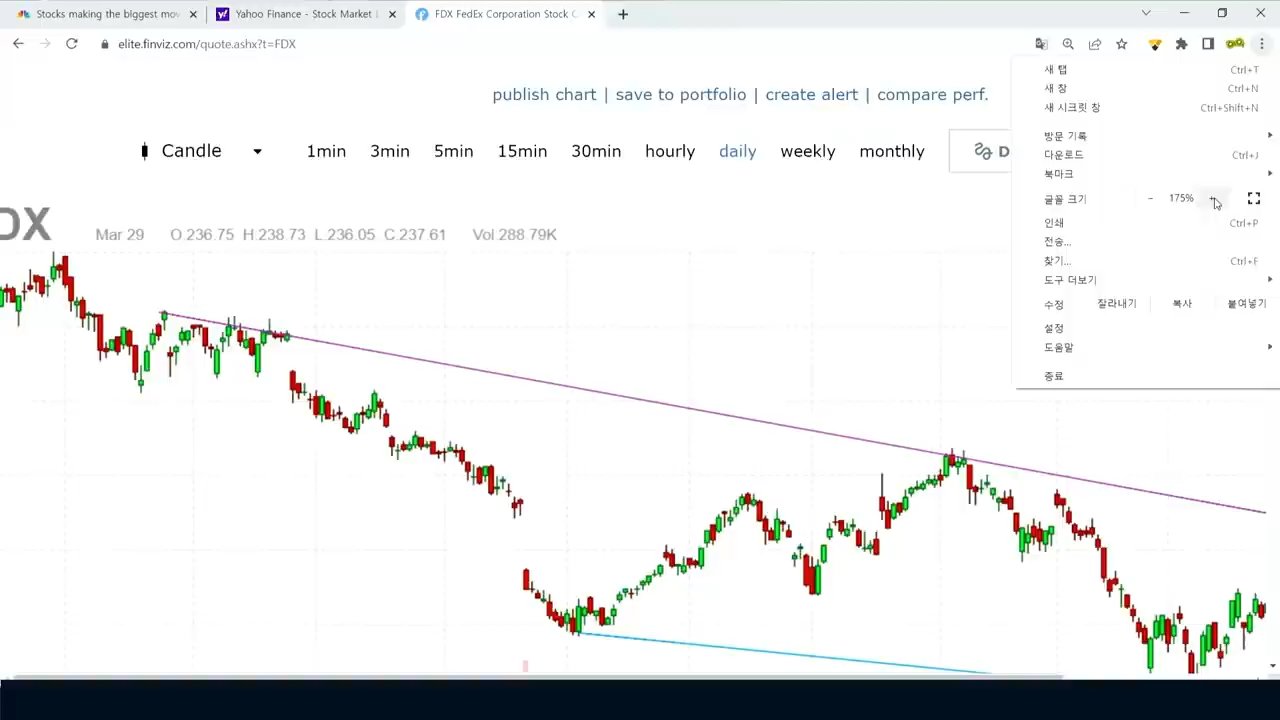 Stocks making the biggest mov
Yahoo Finance - Stock Market L
FDX FedEx Corporation Stock C
elite.finviz.com/quote.ashx?t=FDX
새 탭 Ctrl+T
새 창 Ctrl+N
새 시크릿 창 Ctrl+Shift+N
방문 기록
다운로드 Ctrl+J
북마크
글꼴 크기 - 175% +
인쇄 Ctrl+P
전송...
찾기... Ctrl+F
도구 더보기
수정 잘라내기 복사 붙여넣기
설정
도움말
종료
publish chart | save to portfolio | create alert | compare perf.
Candle 1min 3min 5min 15min 30min hourly daily weekly monthly D
DX Mar 29 O 236.75 H:238.73 L.236.05 C.237.61 Vol 288.79K